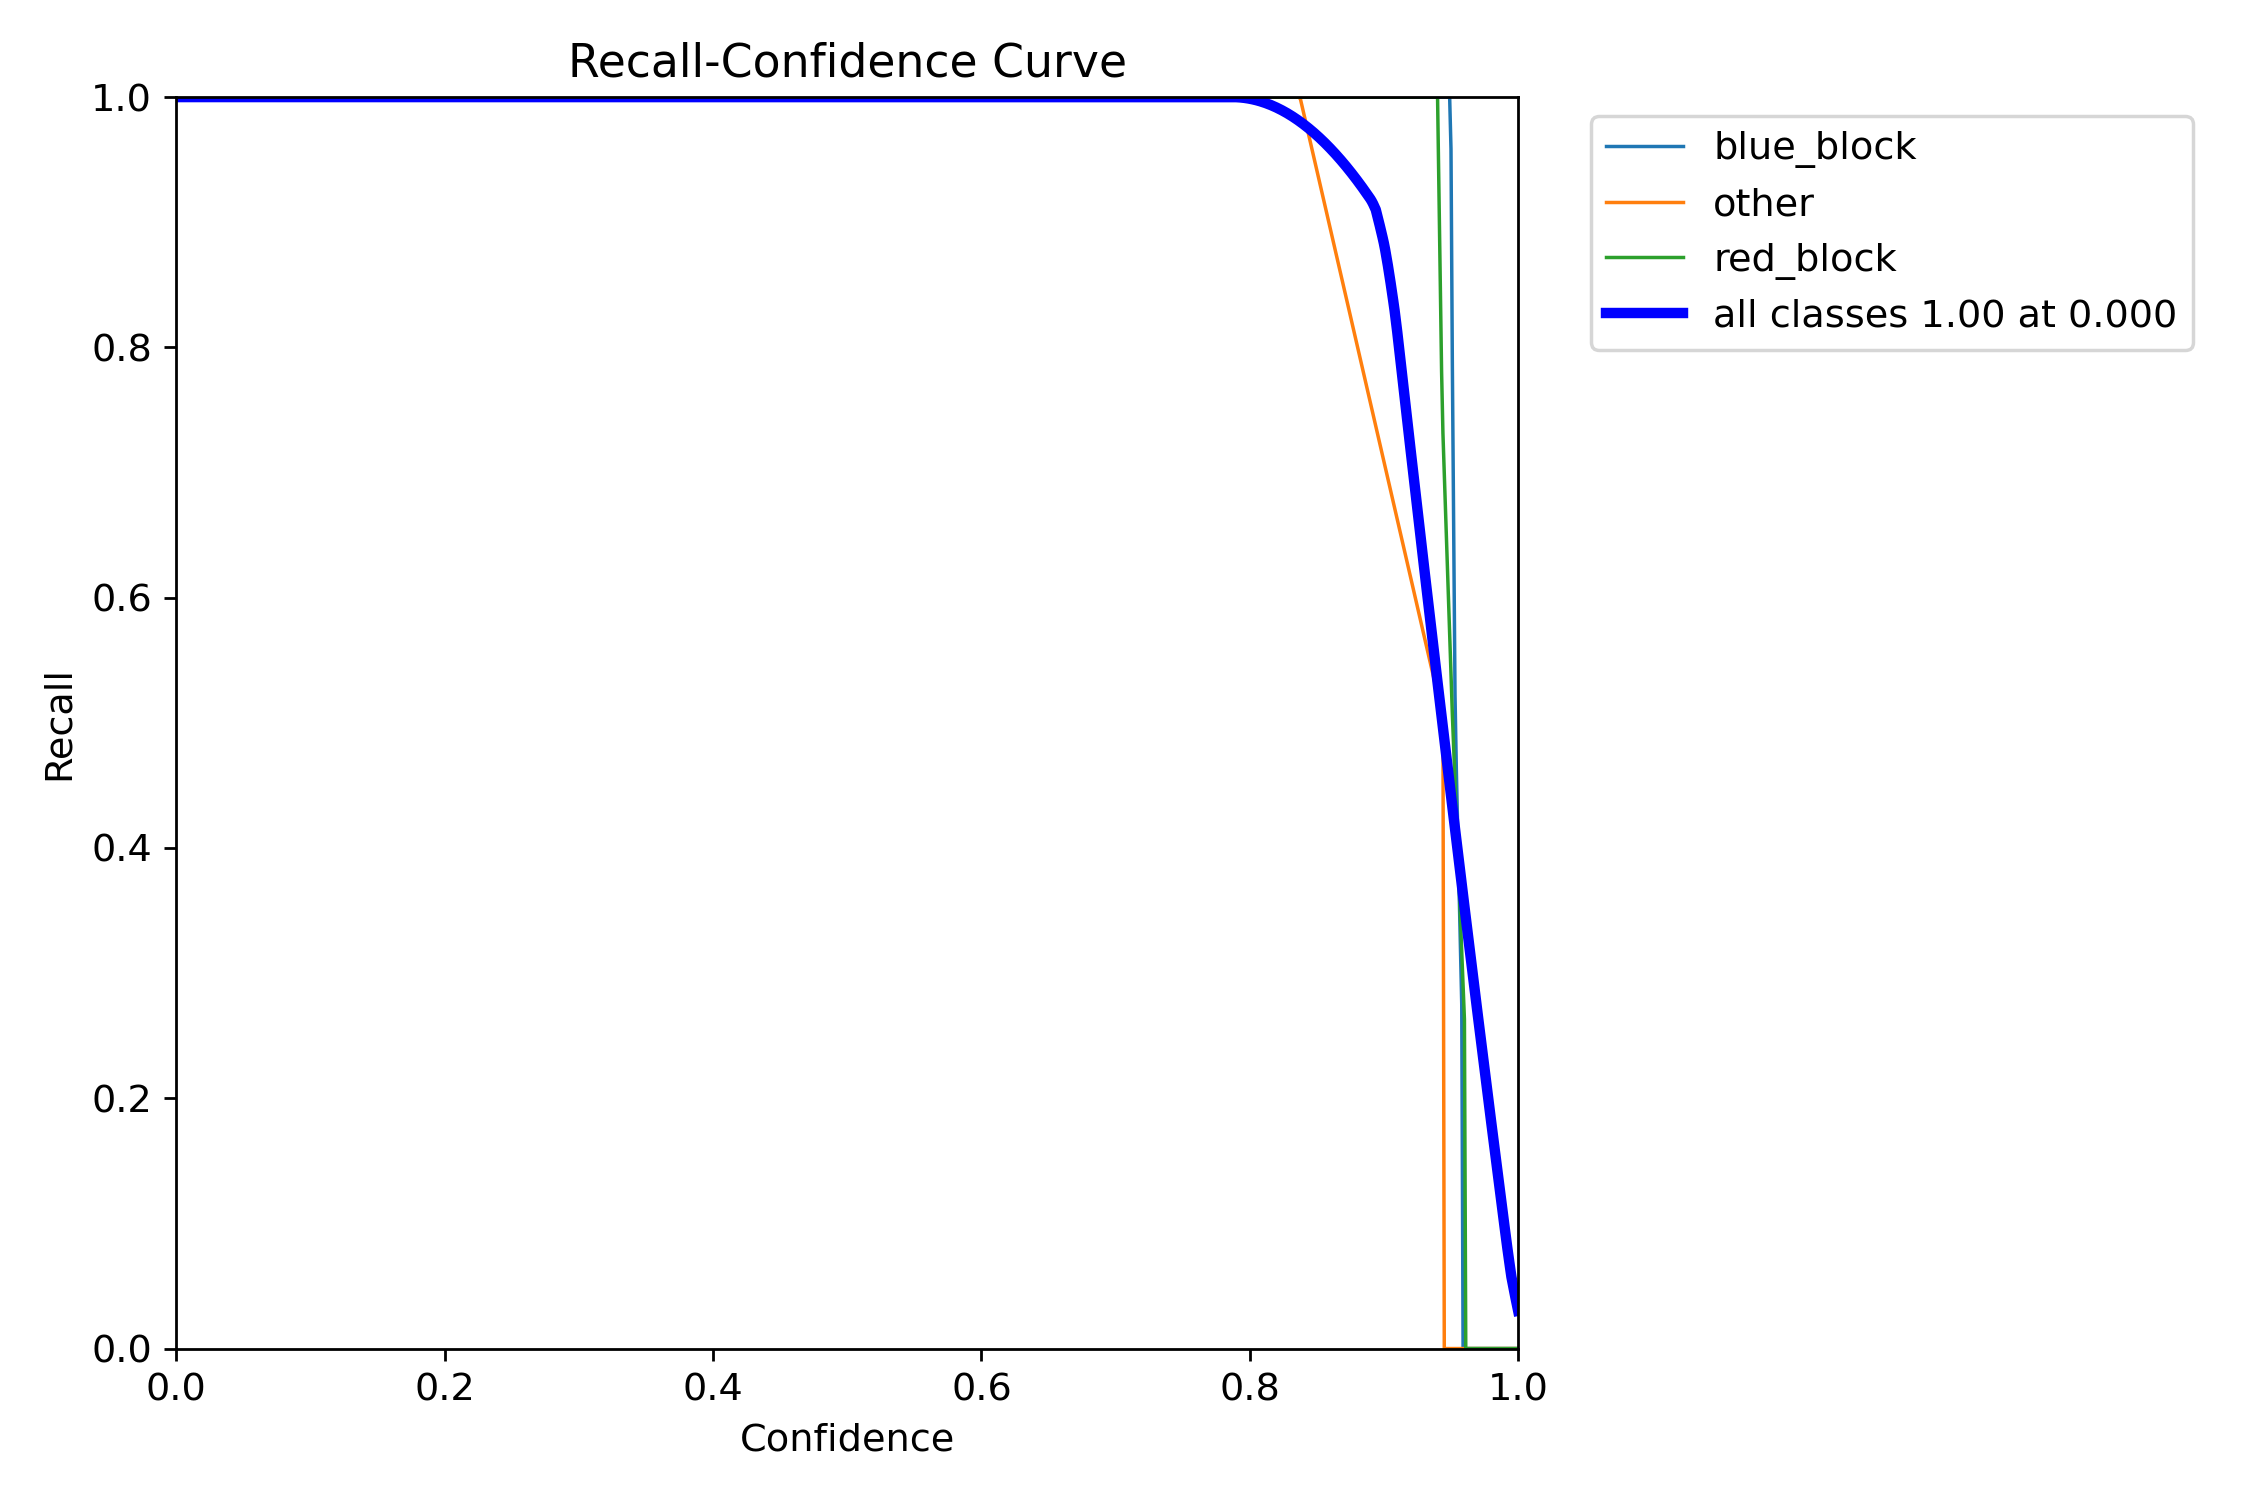 Recall-Confidence Curve
1.0
0.8
0.6
0.4
0.2
0.0
Recall
0.0 0.2 0.4 0.6 0.8 1.0
Confidence
blue_block
other
red_block
all classes 1.00 at 0.000